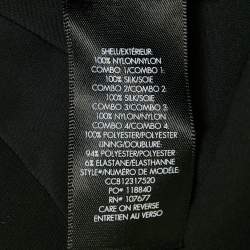 SHELL/EXTÉRIEUR:
100% NYLON/NYLON
COMBO 1/COMBO 1:
100% SILK/SOIE
COMBO 2/COMBO 2:
100% SILK/SOIE
COMBO 3/COMBO 3:
100% NYLON/NYLON
COMBO 4/COMBO 4:
100% POLYESTER/POLYESTER
LINING/DOUBLURE:
94% POLYESTER/POLYESTER
6% ELASTANE/ÉLASTHANNE
STYLE#/NUMÉRO DE MODÈLE:
CC812317520
PO# 118840
RN# 107677
CARE ON REVERSE
ENTRETIEN AU VERSO